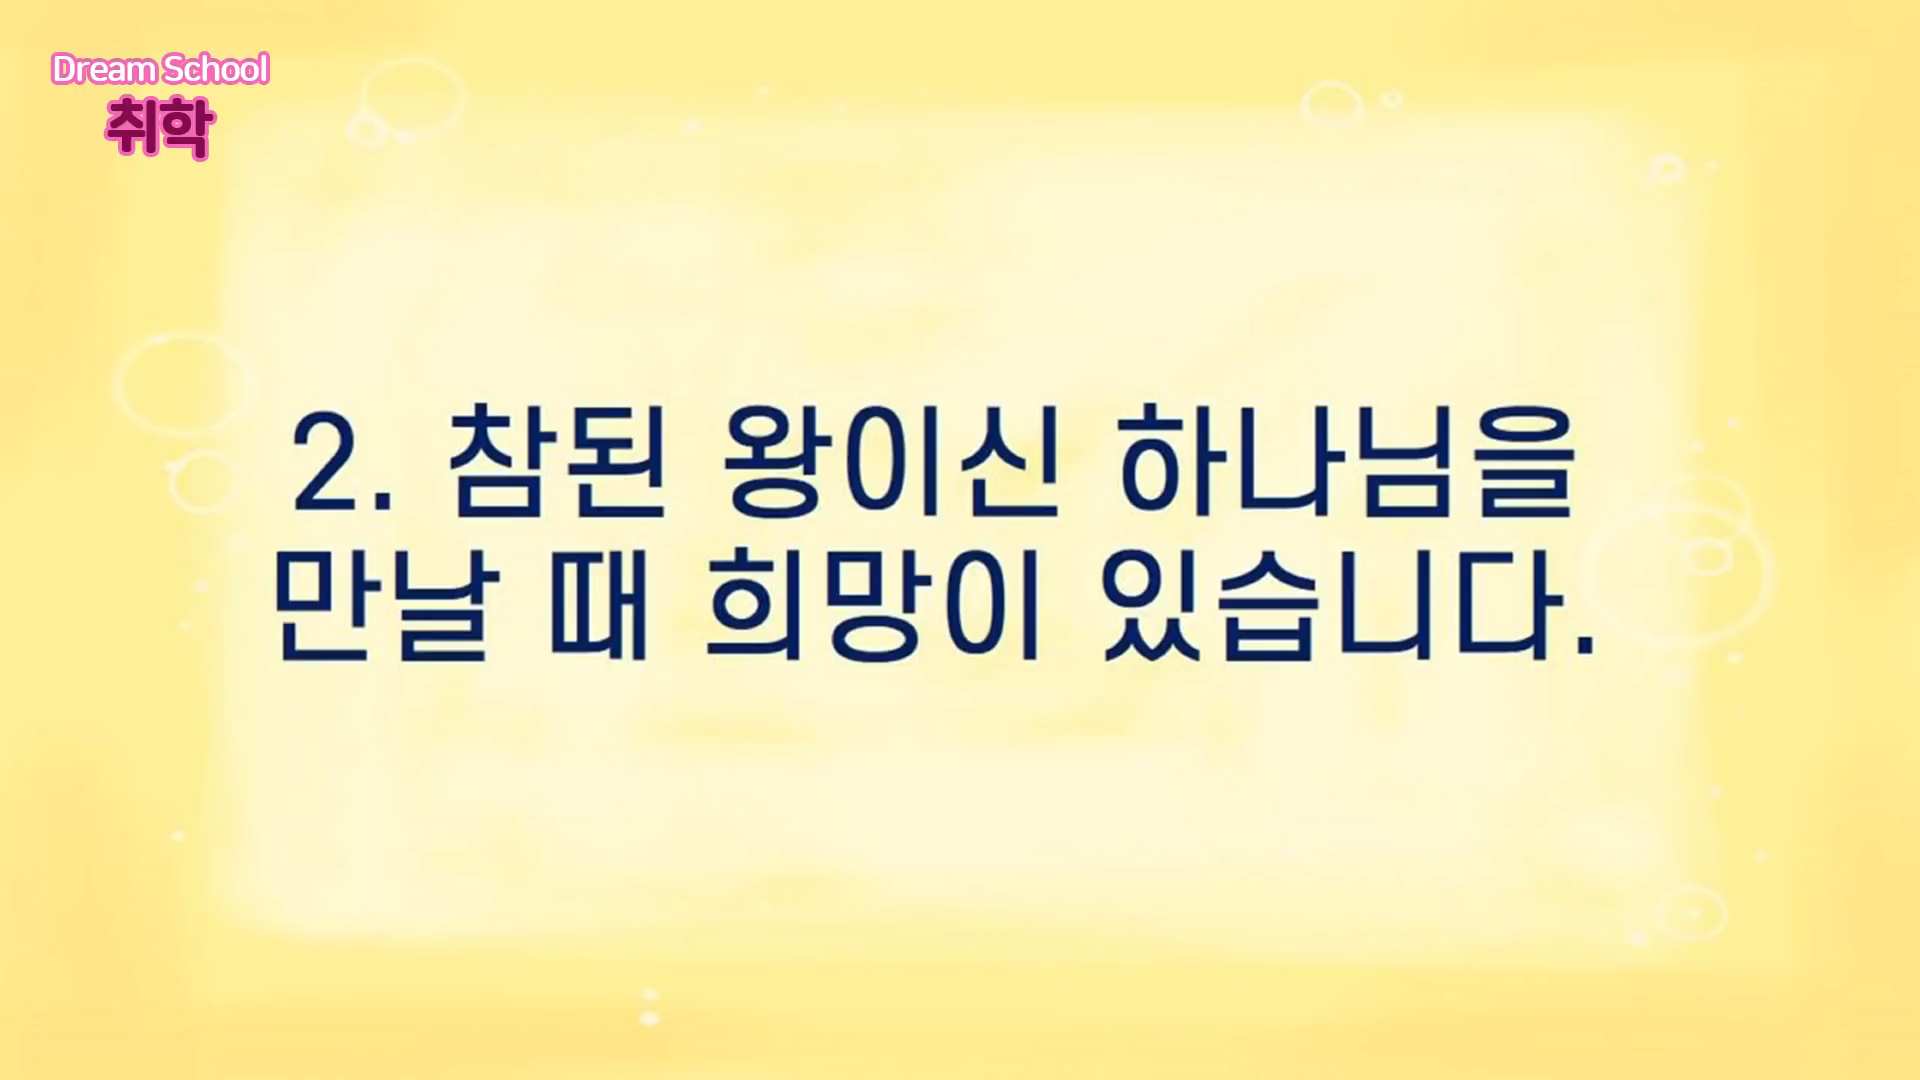 Dream School
취학
2. 참된 왕이신 하나님을
만날 때 희망이 있습니다.